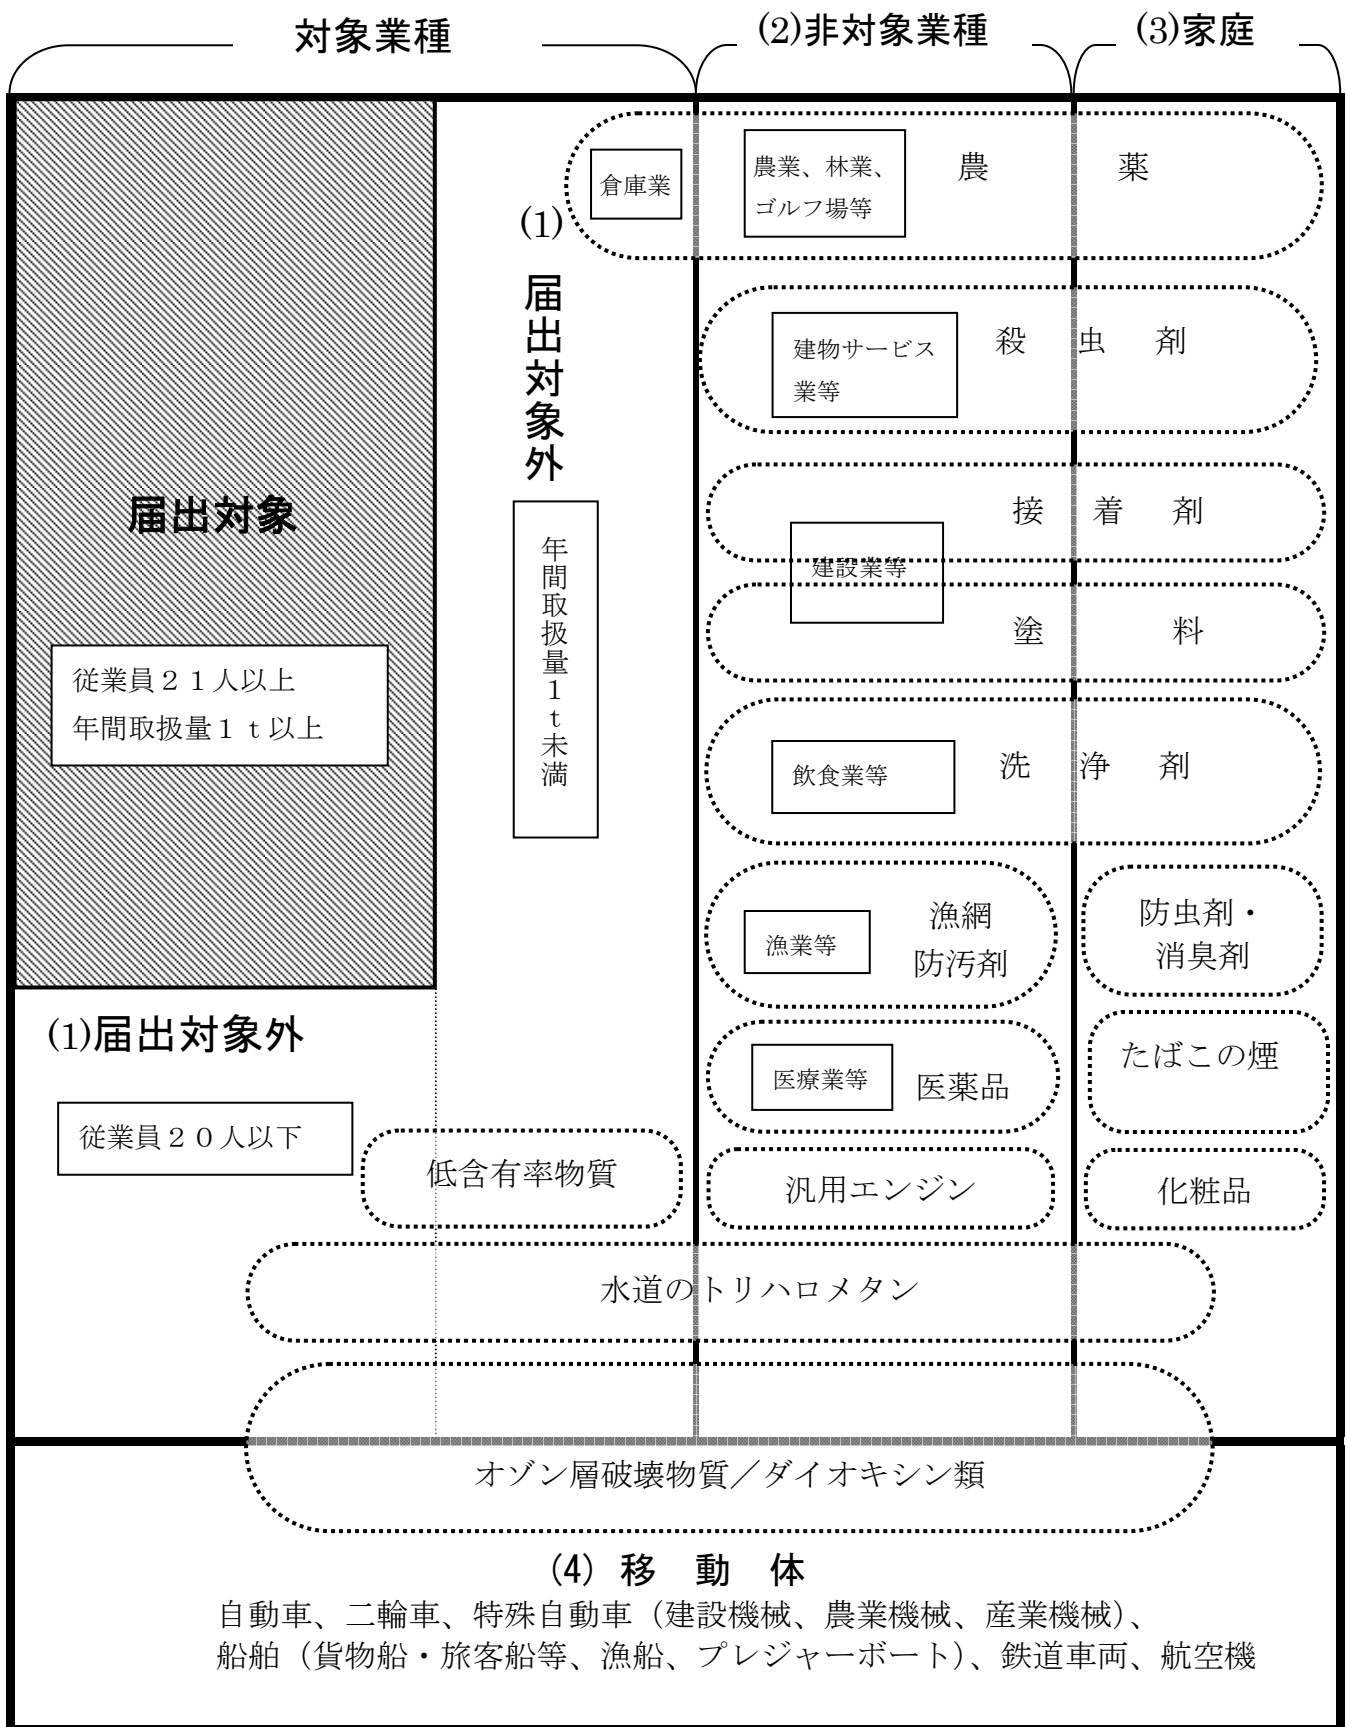 対象業種
(2)非対象業種
(3)家庭
倉庫業
農業、林業、
ゴルフ場等
農　薬
(1)
届出対象外
建物サービス
業等
殺　虫　剤
届出対象
年間取扱量１ｔ未満
接　着　剤
建設業等
塗　料
従業員２１人以上
年間取扱量１ｔ以上
飲食業等
洗　浄　剤
漁業等
漁網
防汚剤
防虫剤・
消臭剤
(1)届出対象外
医療業等
医薬品
たばこの煙
従業員２０人以下
低含有率物質
汎用エンジン
化粧品
水道のトリハロメタン
オゾン層破壊物質／ダイオキシン類
(4) 移　動　体
自動車、二輪車、特殊自動車（建設機械、農業機械、産業機械）、
船舶（貨物船・旅客船等、漁船、プレジャーボート）、鉄道車両、航空機